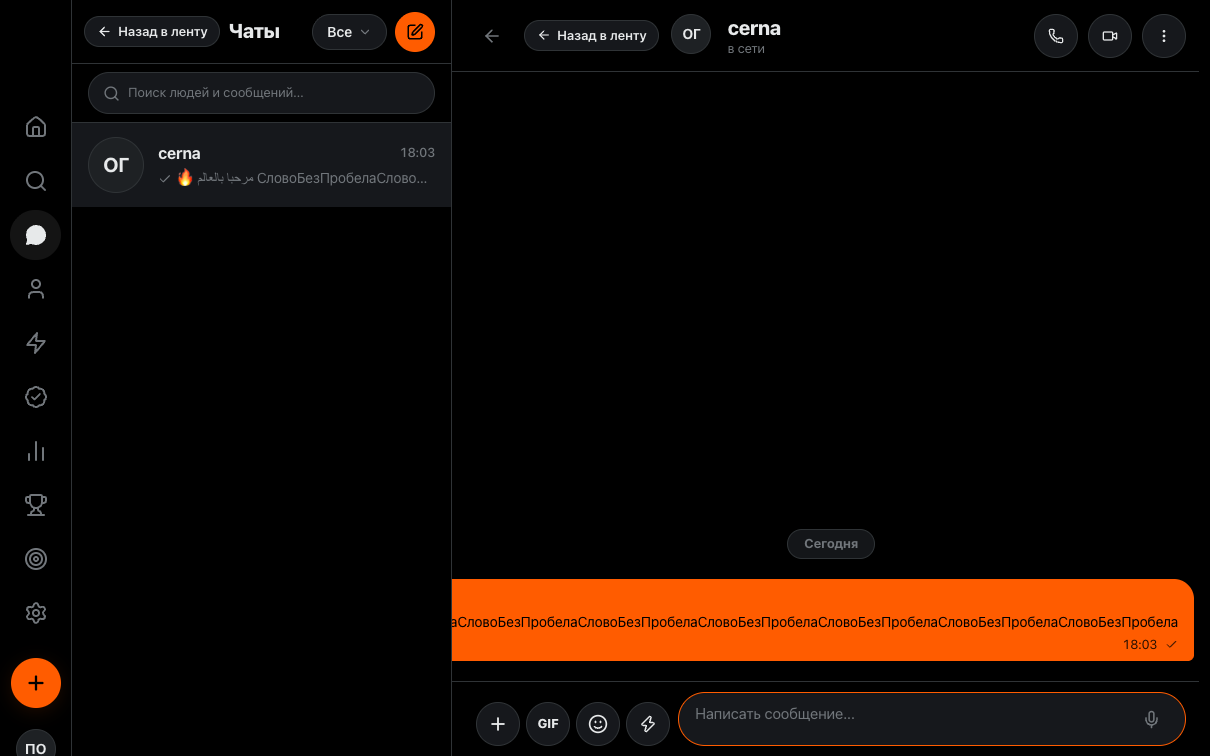 Назад в ленту
Чаты
Все
Поиск людей и сообщений...
ОГ
cerna
18:03
🔥 مرحبا بالعالم СловоБезПробелаСлово...
ПО
Назад в ленту
ОГ
cerna
в сети
Сегодня
аСловоБезПробелаСловоБезПробелаСловоБезПробелаСловоБезПробелаСловоБезПробелаСловоБезПробела
18:03
GIF
Написать сообщение...